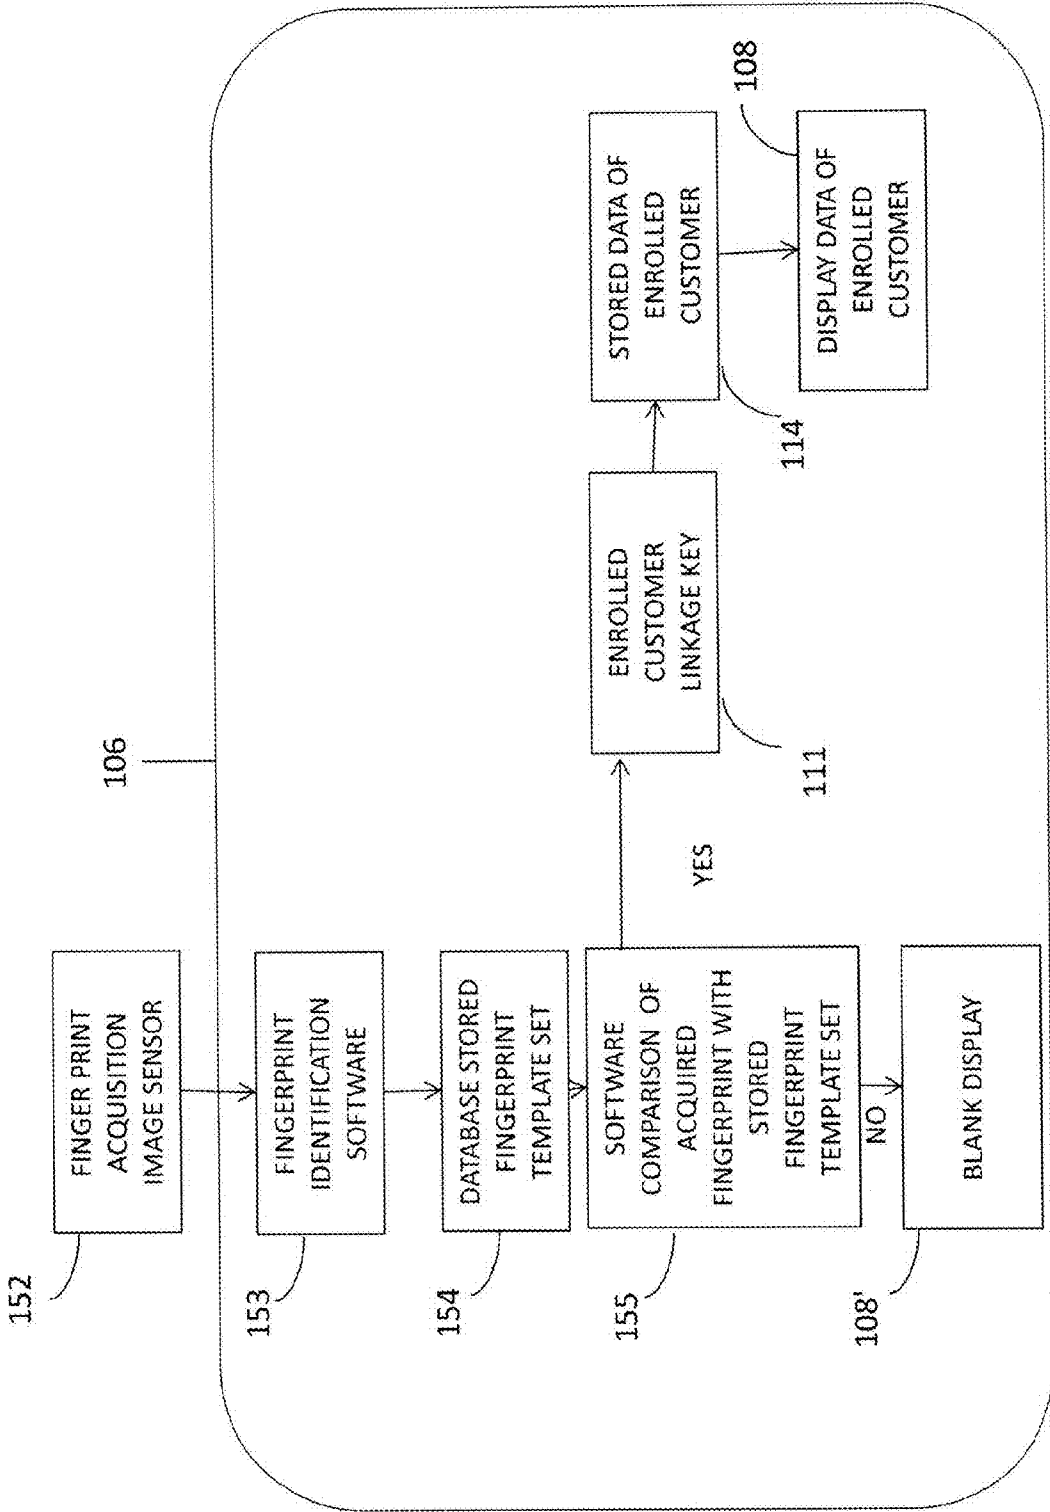 152
FINGER PRINT
ACQUISITION
IMAGE SENSOR
106
153
FINGERPRINT
IDENTIFICATION
SOFTWARE
154
DATABASE STORED
FINGERPRINT
TEMPLATE SET
155
SOFTWARE
COMPARISON OF
ACQUIRED
FINGERPRINT WITH
STORED
FINGERPRINT
TEMPLATE SET
YES
ENROLLED
CUSTOMER
LINKAGE KEY
111
STORED DATA OF
ENROLLED
CUSTOMER
114
108
DISPLAY DATA OF
ENROLLED
CUSTOMER
NO
108'
BLANK DISPLAY